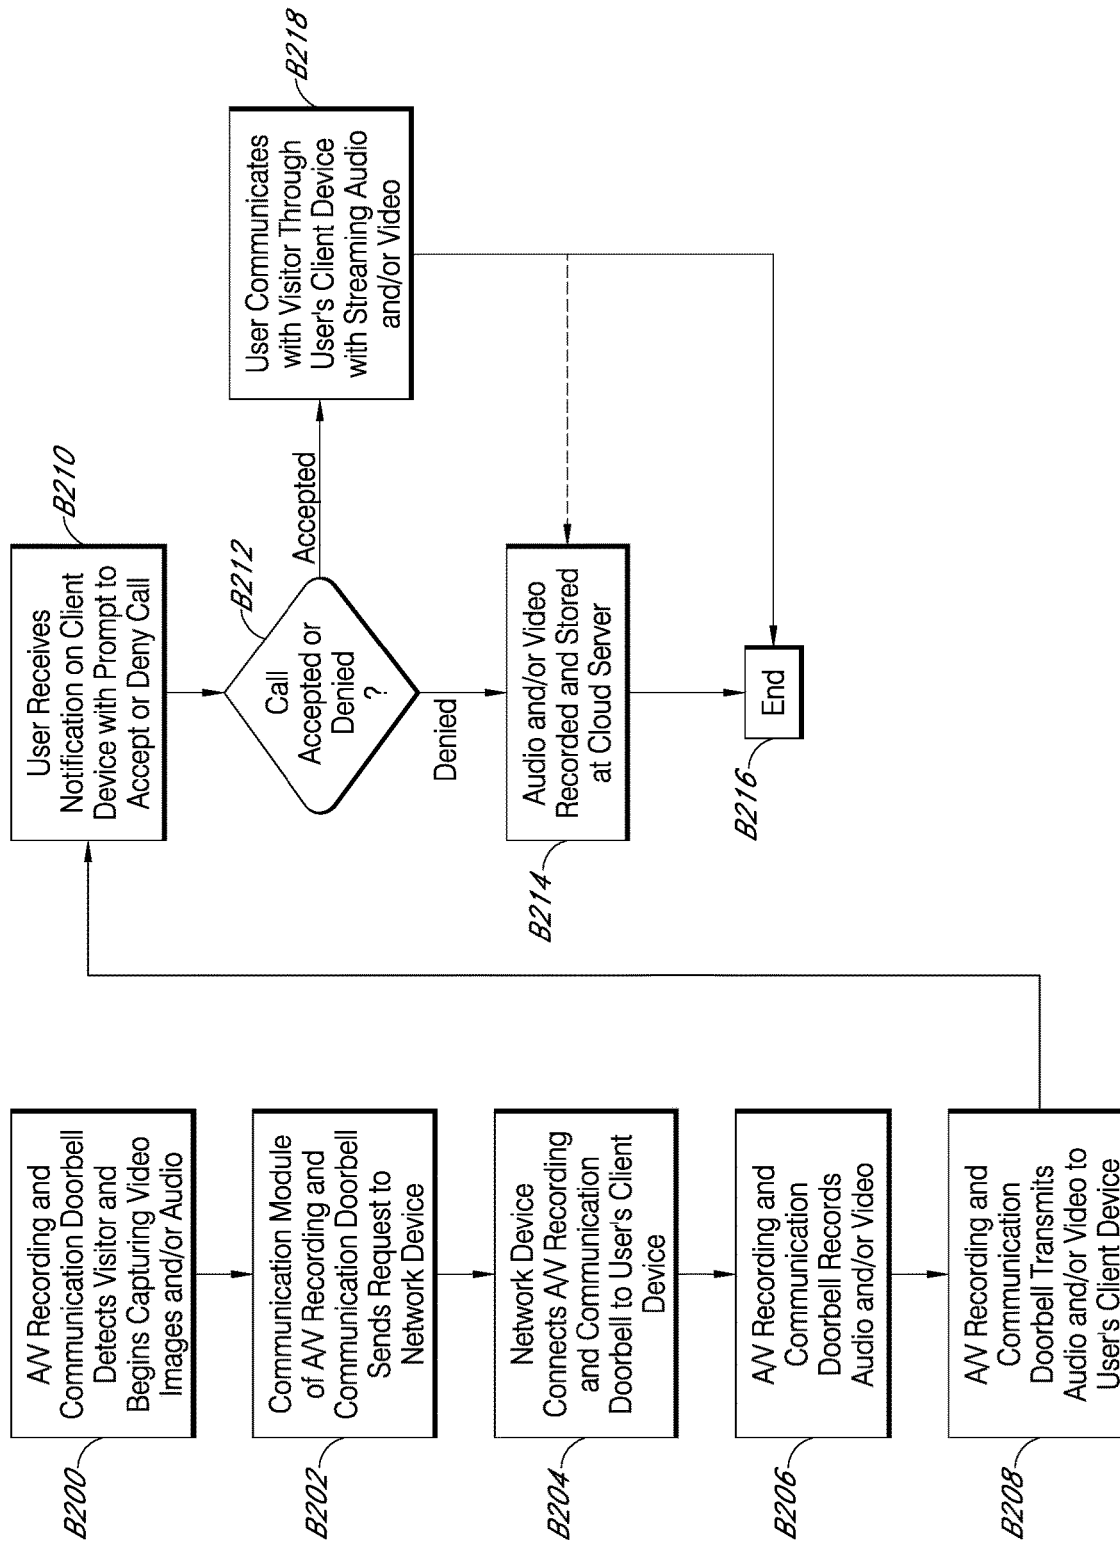 B200
A/V Recording and
Communication Doorbell
Detects Visitor and
Begins Capturing Video
Images and/or Audio
B202
Communication Module
of A/V Recording and
Communication Doorbell
Sends Request to
Network Device
B204
Network Device
Connects A/V Recording
and Communication
Doorbell to User's Client
Device
B206
A/V Recording and
Communication
Doorbell Records
Audio and/or Video
B208
A/V Recording and
Communication
Doorbell Transmits
Audio and/or Video to
User's Client Device
B210
User Receives
Notification on Client
Device with Prompt to
Accept or Deny Call
B212
Call
Accepted or
Denied
?
Accepted
Denied
B218
User Communicates
with Visitor Through
User's Client Device
with Streaming Audio
and/or Video
B214
Audio and/or Video
Recorded and Stored
at Cloud Server
B216
End